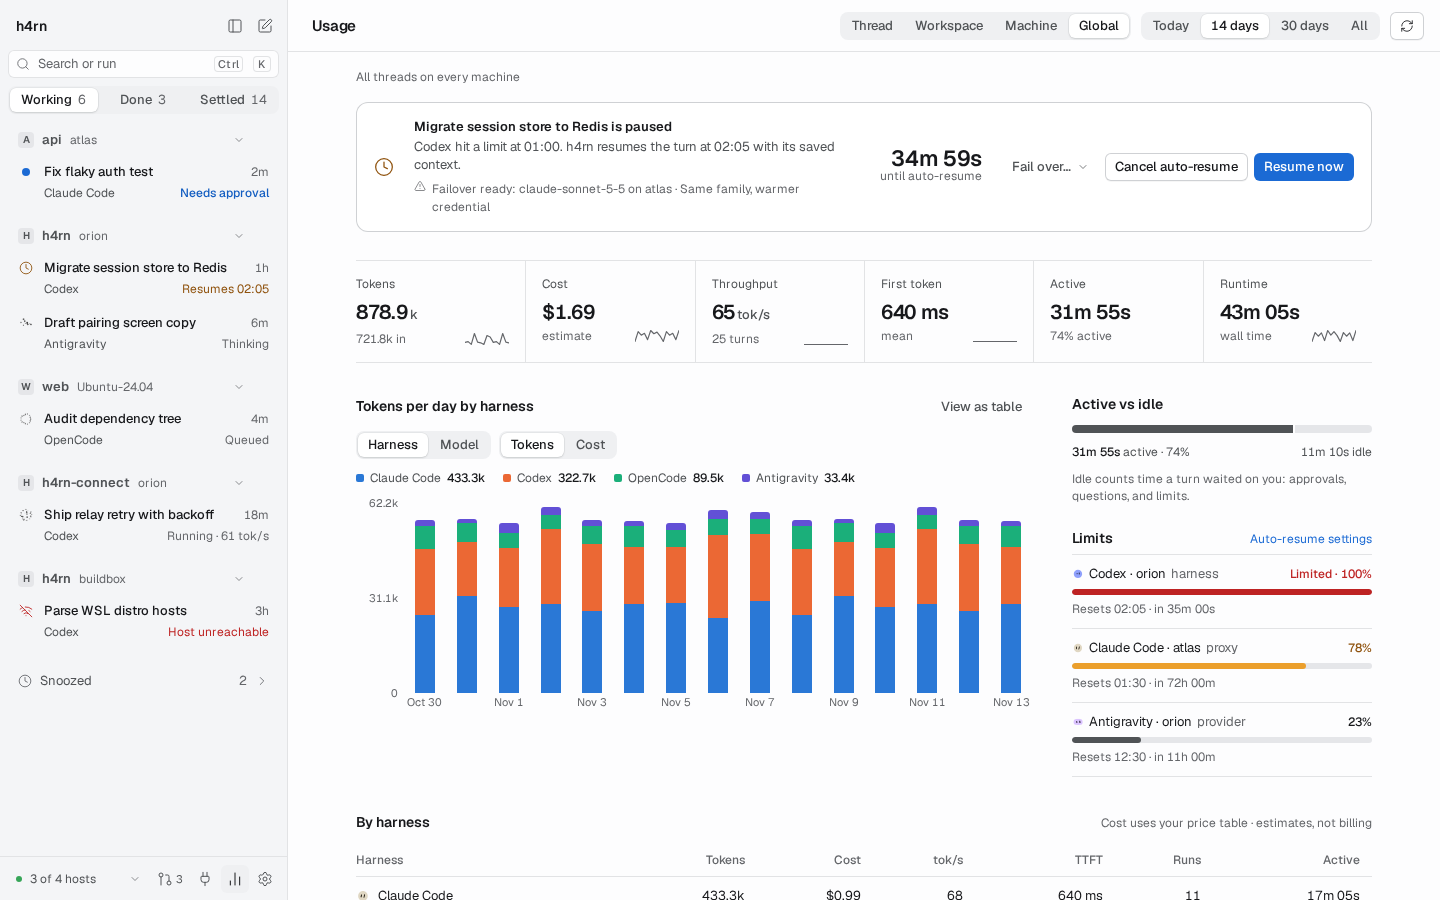 h4rn
Search or run Ctrl K
Working 6 Done 3 Settled 14
A api atlas
Fix flaky auth test 2m
Claude Code Needs approval
H h4rn orion
Migrate session store to Redis 1h
Codex Resumes 02:05
Draft pairing screen copy 6m
Antigravity Thinking
W web Ubuntu-24.04
Audit dependency tree 4m
OpenCode Queued
H h4rn-connect orion
Ship relay retry with backoff 18m
Codex Running · 61 tok/s
H h4rn buildbox
Parse WSL distro hosts 3h
Codex Host unreachable
Snoozed 2
3 of 4 hosts 3
Usage Thread Workspace Machine Global Today 14 days 30 days All
All threads on every machine
Migrate session store to Redis is paused
Codex hit a limit at 01:00. h4rn resumes the turn at 02:05 with its saved
context.
Failover ready: claude-sonnet-5-5 on atlas · Same family, warmer
credential
34m 59s
until auto-resume
Fail over... Cancel auto-resume Resume now
Tokens
878.9 k
721.8k in
Cost
$1.69
estimate
Throughput
65 tok/s
25 turns
First token
640 ms
mean
Active
31m 55s
74% active
Runtime
43m 05s
wall time
Tokens per day by harness View as table
Harness Model Tokens Cost
Claude Code 433.3k Codex 322.7k OpenCode 89.5k Antigravity 33.4k
62.2k
31.1k
0
Oct 30 Nov 1 Nov 3 Nov 5 Nov 7 Nov 9 Nov 11 Nov 13
Active vs idle
31m 55s active · 74% 11m 10s idle
Idle counts time a turn waited on you: approvals,
questions, and limits.
Limits Auto-resume settings
Codex · orion harness Limited · 100%
Resets 02:05 · in 35m 00s
Claude Code · atlas proxy 78%
Resets 01:30 · in 72h 00m
Antigravity · orion provider 23%
Resets 12:30 · in 11h 00m
By harness Cost uses your price table · estimates, not billing
Harness Tokens Cost tok/s TTFT Runs Active
Claude Code 433.3k $0.99 68 640 ms 11 17m 05s